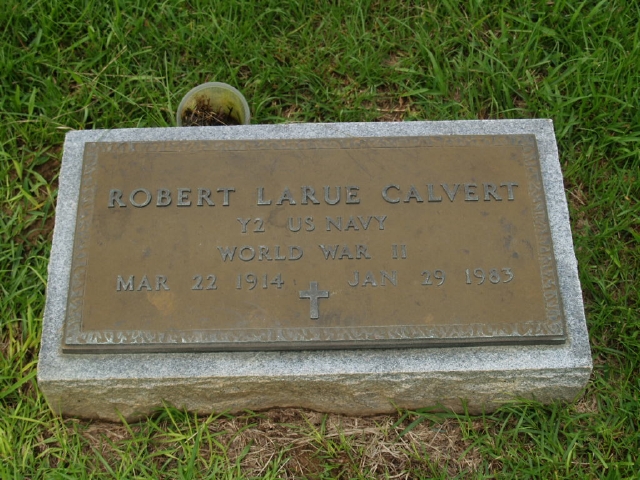 ROBERT LARUE CALVERT
Y2 US NAVY
WORLD WAR II
MAR 22 1914 JAN 29 1983